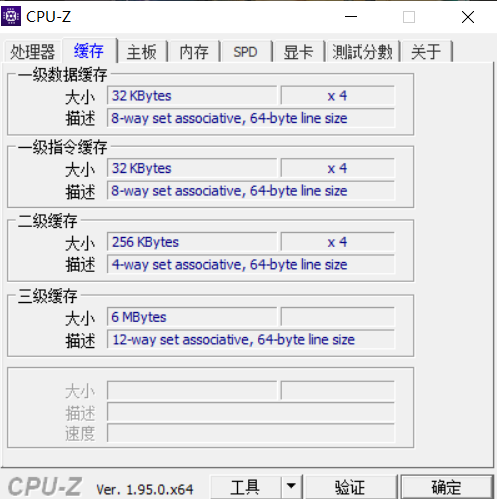 CPU-Z
处理器 缓存 主板 内存 SPD 显卡 測試分數 关于
一级数据缓存
大小 32 KBytes x 4
描述 8-way set associative, 64-byte line size
一级指令缓存
大小 32 KBytes x 4
描述 8-way set associative, 64-byte line size
二级缓存
大小 256 KBytes x 4
描述 4-way set associative, 64-byte line size
三级缓存
大小 6 MBytes
描述 12-way set associative, 64-byte line size
大小
描述
速度
CPU-Z Ver. 1.95.0.x64 工具 验证 确定